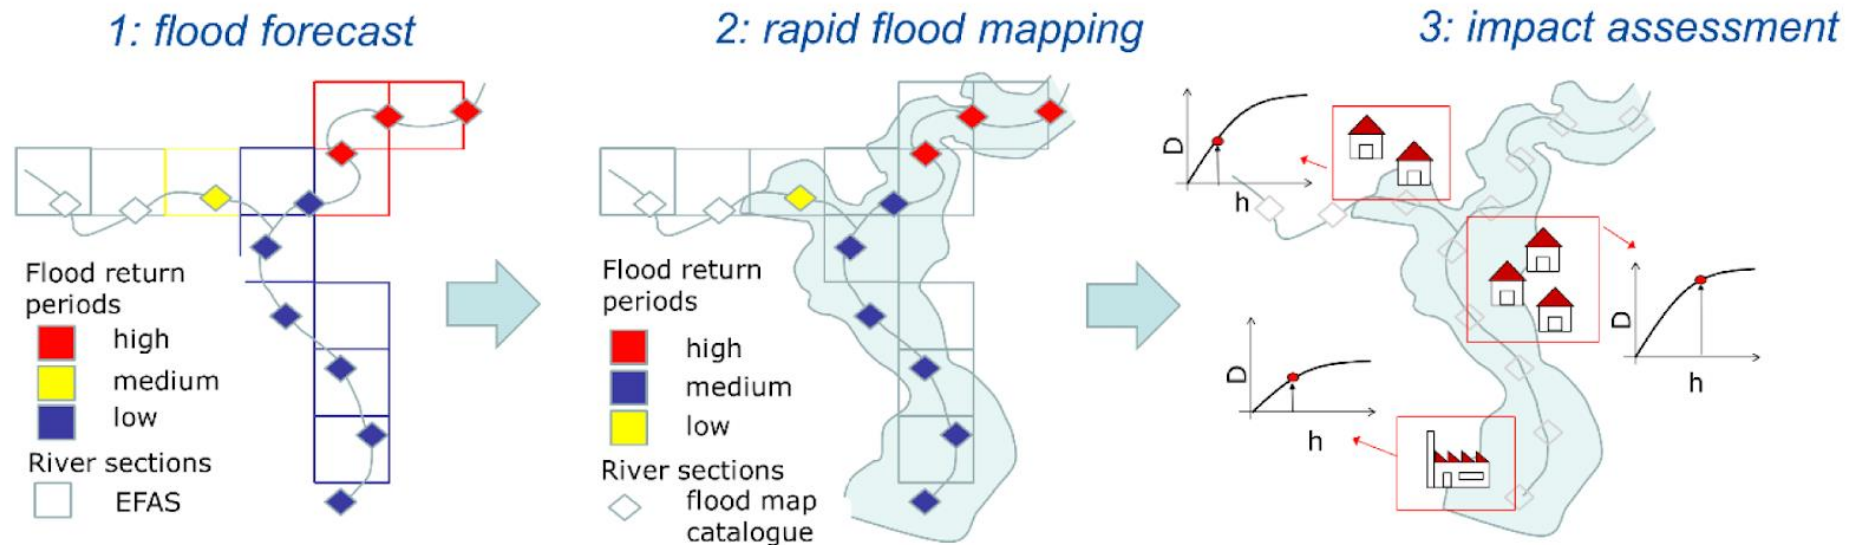 1: flood forecast
2: rapid flood mapping
3: impact assessment
Flood return
periods
high
medium
low
River sections
EFAS
Flood return
periods
high
medium
low
River sections
flood map
catalogue
D
h
D
h
D
h